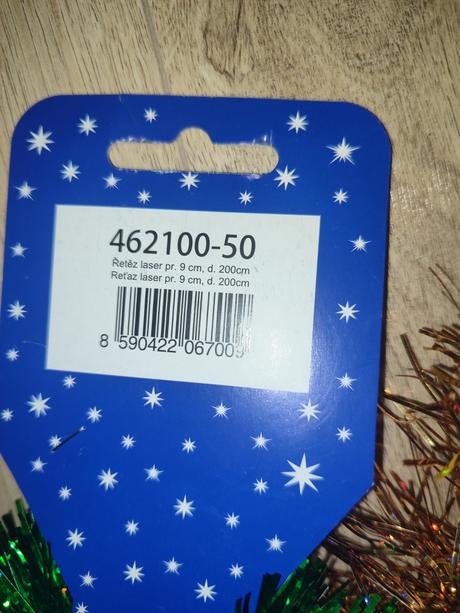 462100-50
Řetěz laser pr. 9 cm, d. 200cm
Reťaz laser pr. 9 cm, d. 200cm
8 590422 067009